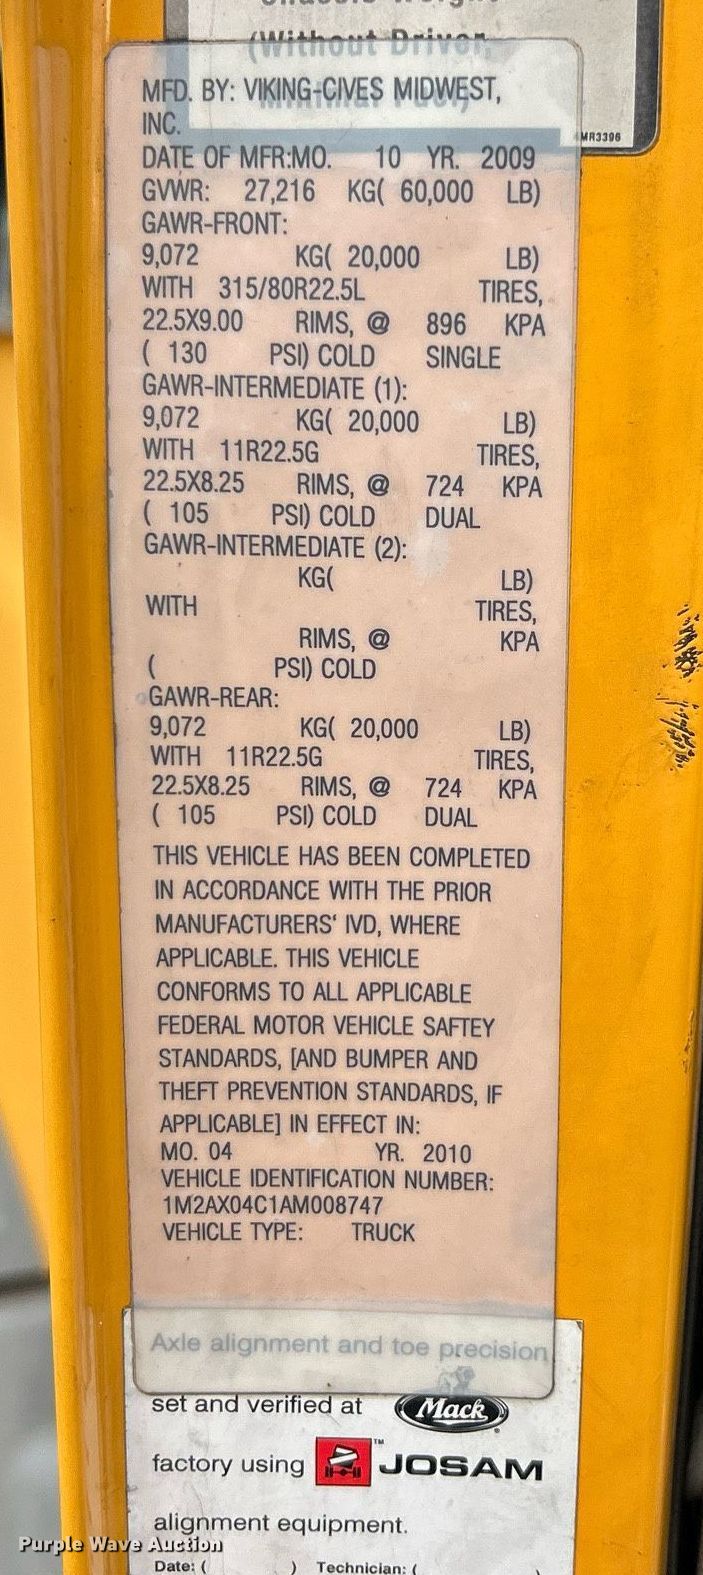 (Without Driver,
MFD. BY: VIKING-CIVES MIDWEST,
INC.
MR3396
DATE OF MFR:MO. 10 YR. 2009
GVWR: 27,216 KG( 60,000 LB)
GAWR-FRONT:
9,072 KG( 20,000 LB)
WITH 315/80R22.5L TIRES,
22.5X9.00 RIMS, @ 896 KPA
( 130 PSI) COLD SINGLE
GAWR-INTERMEDIATE (1):
9,072 KG( 20,000 LB)
WITH 11R22.5G TIRES,
22.5X8.25 RIMS, @ 724 KPA
( 105 PSI) COLD DUAL
GAWR-INTERMEDIATE (2):
KG( LB)
WITH TIRES,
RIMS, @ KPA
( PSI) COLD
GAWR-REAR:
9,072 KG( 20,000 LB)
WITH 11R22.5G TIRES,
22.5X8.25 RIMS, @ 724 KPA
( 105 PSI) COLD DUAL
THIS VEHICLE HAS BEEN COMPLETED
IN ACCORDANCE WITH THE PRIOR
MANUFACTURERS' IVD, WHERE
APPLICABLE. THIS VEHICLE
CONFORMS TO ALL APPLICABLE
FEDERAL MOTOR VEHICLE SAFTEY
STANDARDS, [AND BUMPER AND
THEFT PREVENTION STANDARDS, IF
APPLICABLE] IN EFFECT IN:
MO. 04 YR. 2010
VEHICLE IDENTIFICATION NUMBER:
1M2AX04C1AM008747
VEHICLE TYPE: TRUCK
Axle alignment and toe precision
set and verified at Mack
factory using JOSAM
alignment equipment.
Purple Wave Auction
Date: ( ) Technician: (